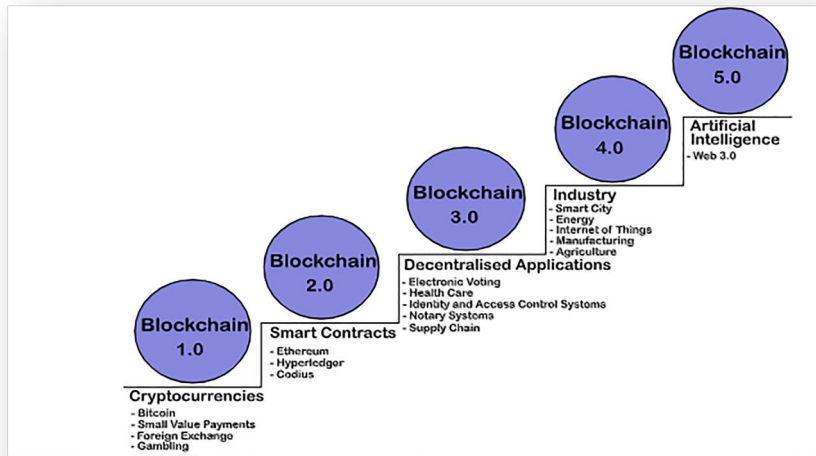 Blockchain
1.0
Cryptocurrencies
- Bitcoin
- Small Value Payments
- Foreign Exchange
- Gambling
Blockchain
2.0
Smart Contracts
- Ethereum
- Hyperledger
- Codius
Blockchain
3.0
Decentralised Applications
- Electronic Voting
- Health Care
- Identity and Access Control Systems
- Notary Systems
- Supply Chain
Blockchain
4.0
Industry
- Smart City
- Energy
- Internet of Things
- Manufacturing
- Agriculture
Blockchain
5.0
Artificial
Intelligence
- Web 3.0